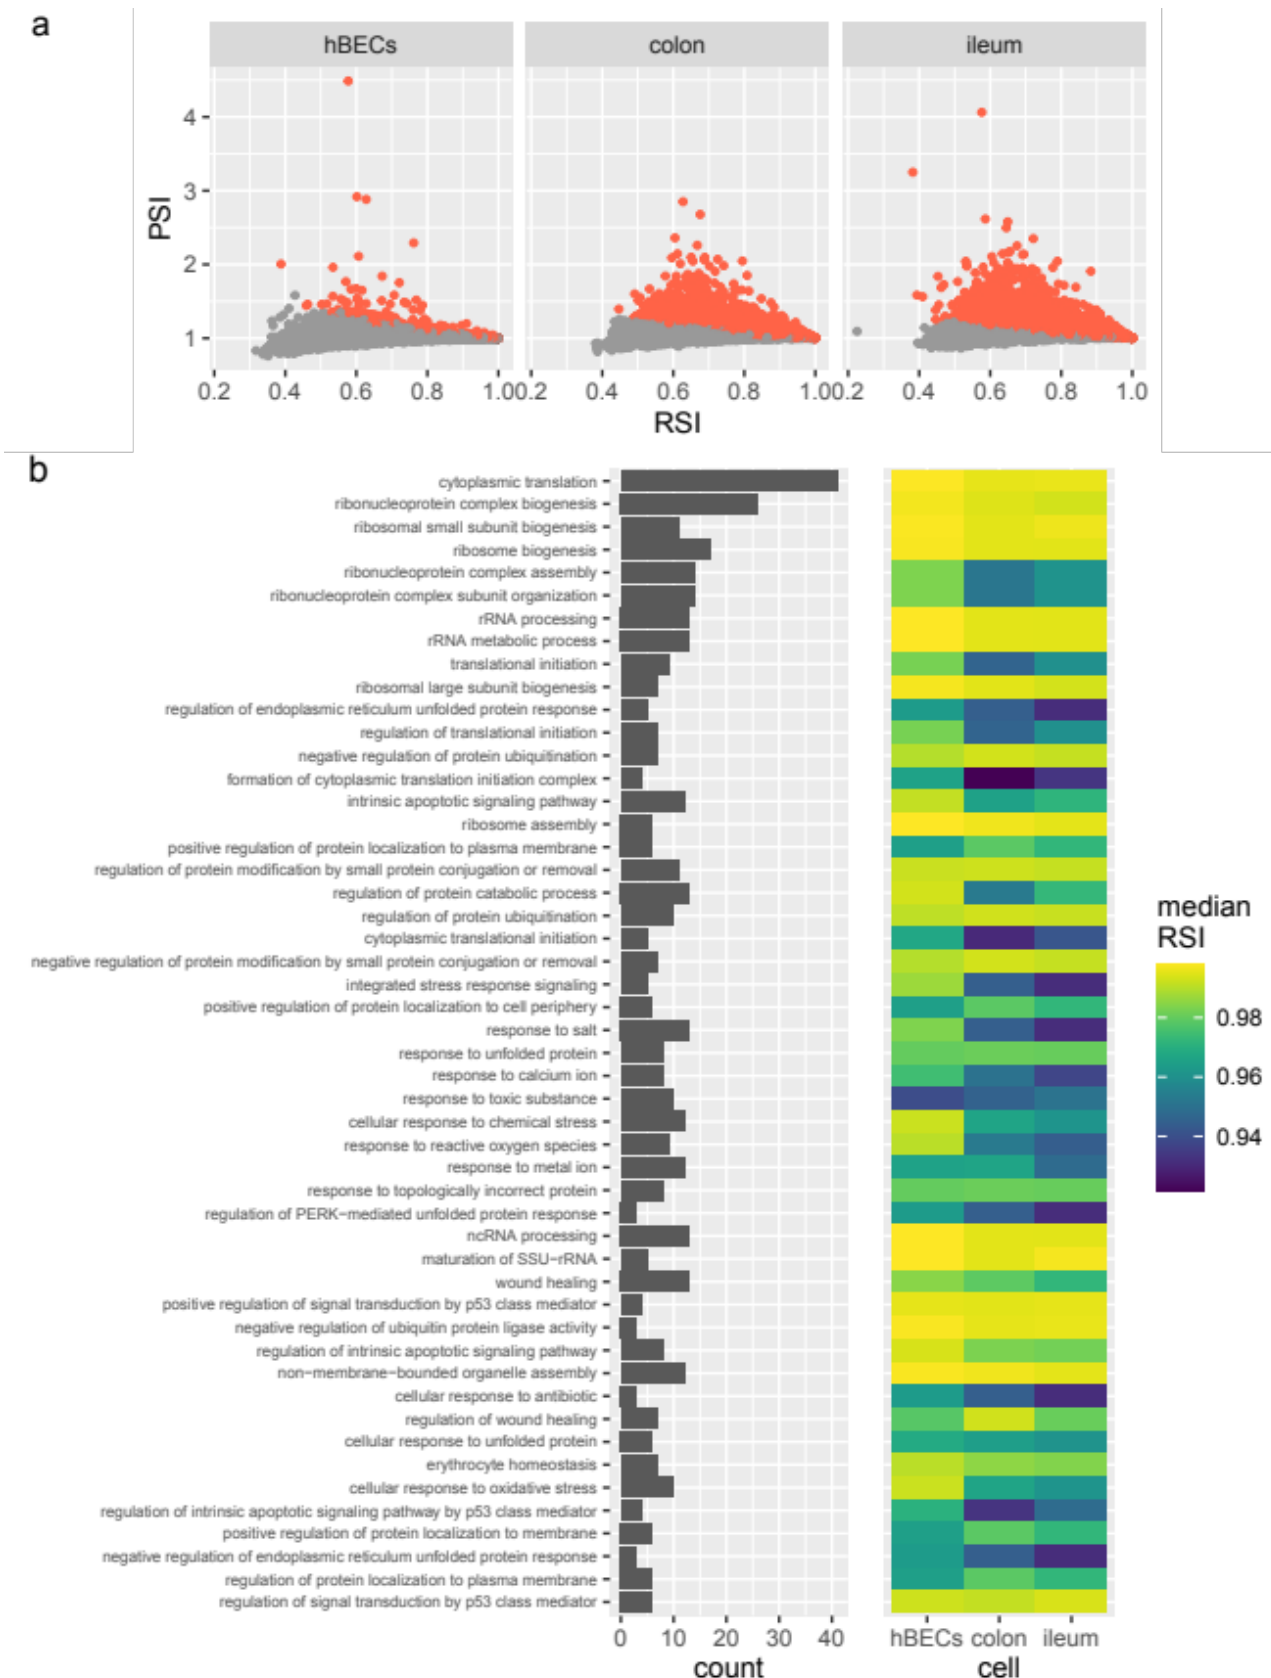 a
hBECs colon ileum
4
3
2
1
PSI
0.2 0.4 0.6 0.8 1.0 0.2 0.4 0.6 0.8 1.0 0.2 0.4 0.6 0.8 1.0
RSI
b
cytoplasmic translation
ribonucleoprotein complex biogenesis
ribosomal small subunit biogenesis
ribosome biogenesis
ribonucleoprotein complex assembly
ribonucleoprotein complex subunit organization
rRNA processing
rRNA metabolic process
translational initiation
ribosomal large subunit biogenesis
regulation of endoplasmic reticulum unfolded protein response
regulation of translational initiation
negative regulation of protein ubiquitination
formation of cytoplasmic translation initiation complex
intrinsic apoptotic signaling pathway
ribosome assembly
positive regulation of protein localization to plasma membrane
regulation of protein modification by small protein conjugation or removal
regulation of protein catabolic process
regulation of protein ubiquitination
cytoplasmic translational initiation
negative regulation of protein modification by small protein conjugation or removal
integrated stress response signaling
positive regulation of protein localization to cell periphery
response to salt
response to unfolded protein
response to calcium ion
response to toxic substance
cellular response to chemical stress
response to reactive oxygen species
response to metal ion
response to topologically incorrect protein
regulation of PERK−mediated unfolded protein response
ncRNA processing
maturation of SSU−rRNA
wound healing
positive regulation of signal transduction by p53 class mediator
negative regulation of ubiquitin protein ligase activity
regulation of intrinsic apoptotic signaling pathway
non−membrane−bounded organelle assembly
cellular response to antibiotic
regulation of wound healing
cellular response to unfolded protein
erythrocyte homeostasis
cellular response to oxidative stress
regulation of intrinsic apoptotic signaling pathway by p53 class mediator
positive regulation of protein localization to membrane
negative regulation of endoplasmic reticulum unfolded protein response
regulation of protein localization to plasma membrane
regulation of signal transduction by p53 class mediator
0 10 20 30 40
count
hBECs colon ileum
cell
median
RSI
0.98
0.96
0.94